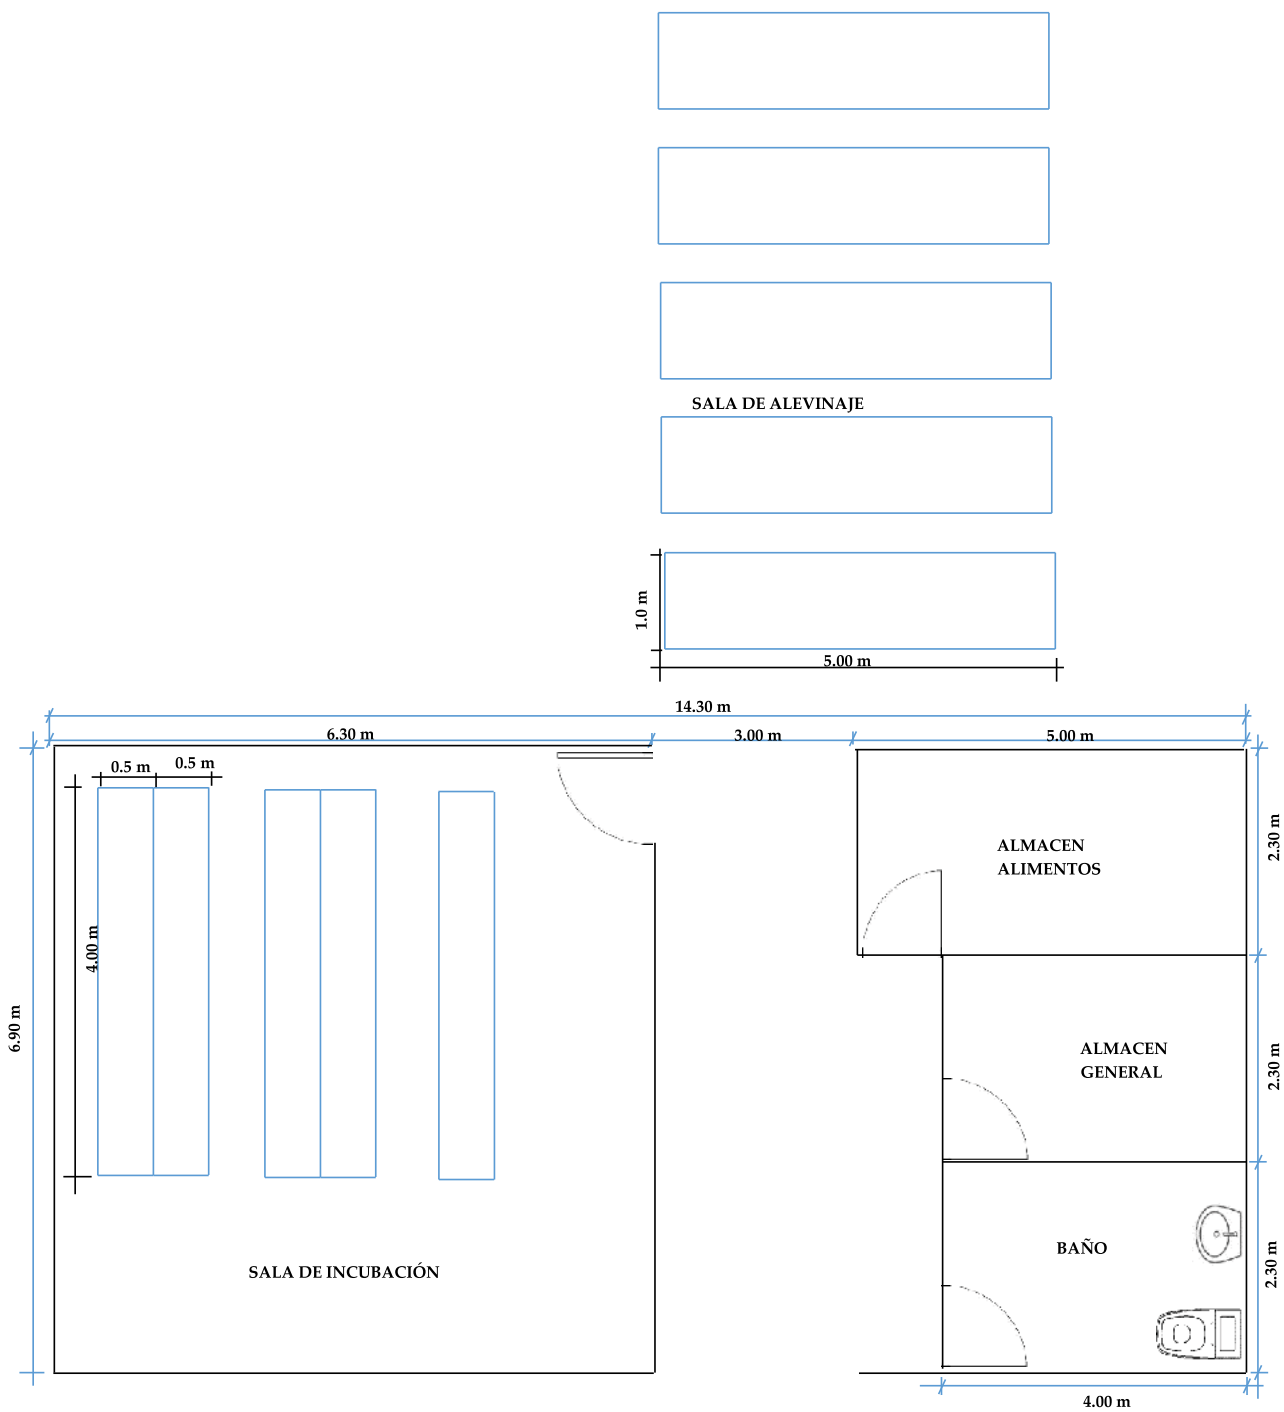 SALA DE ALEVINAJE
1.0 m
5.00 m
14.30 m
6.30 m
3.00 m
5.00 m
0.5 m
0.5 m
2.30 m
ALMACEN
ALIMENTOS
4.00 m
6.90 m
ALMACEN
GENERAL
2.30 m
BAÑO
2.30 m
SALA DE INCUBACIÓN
4.00 m